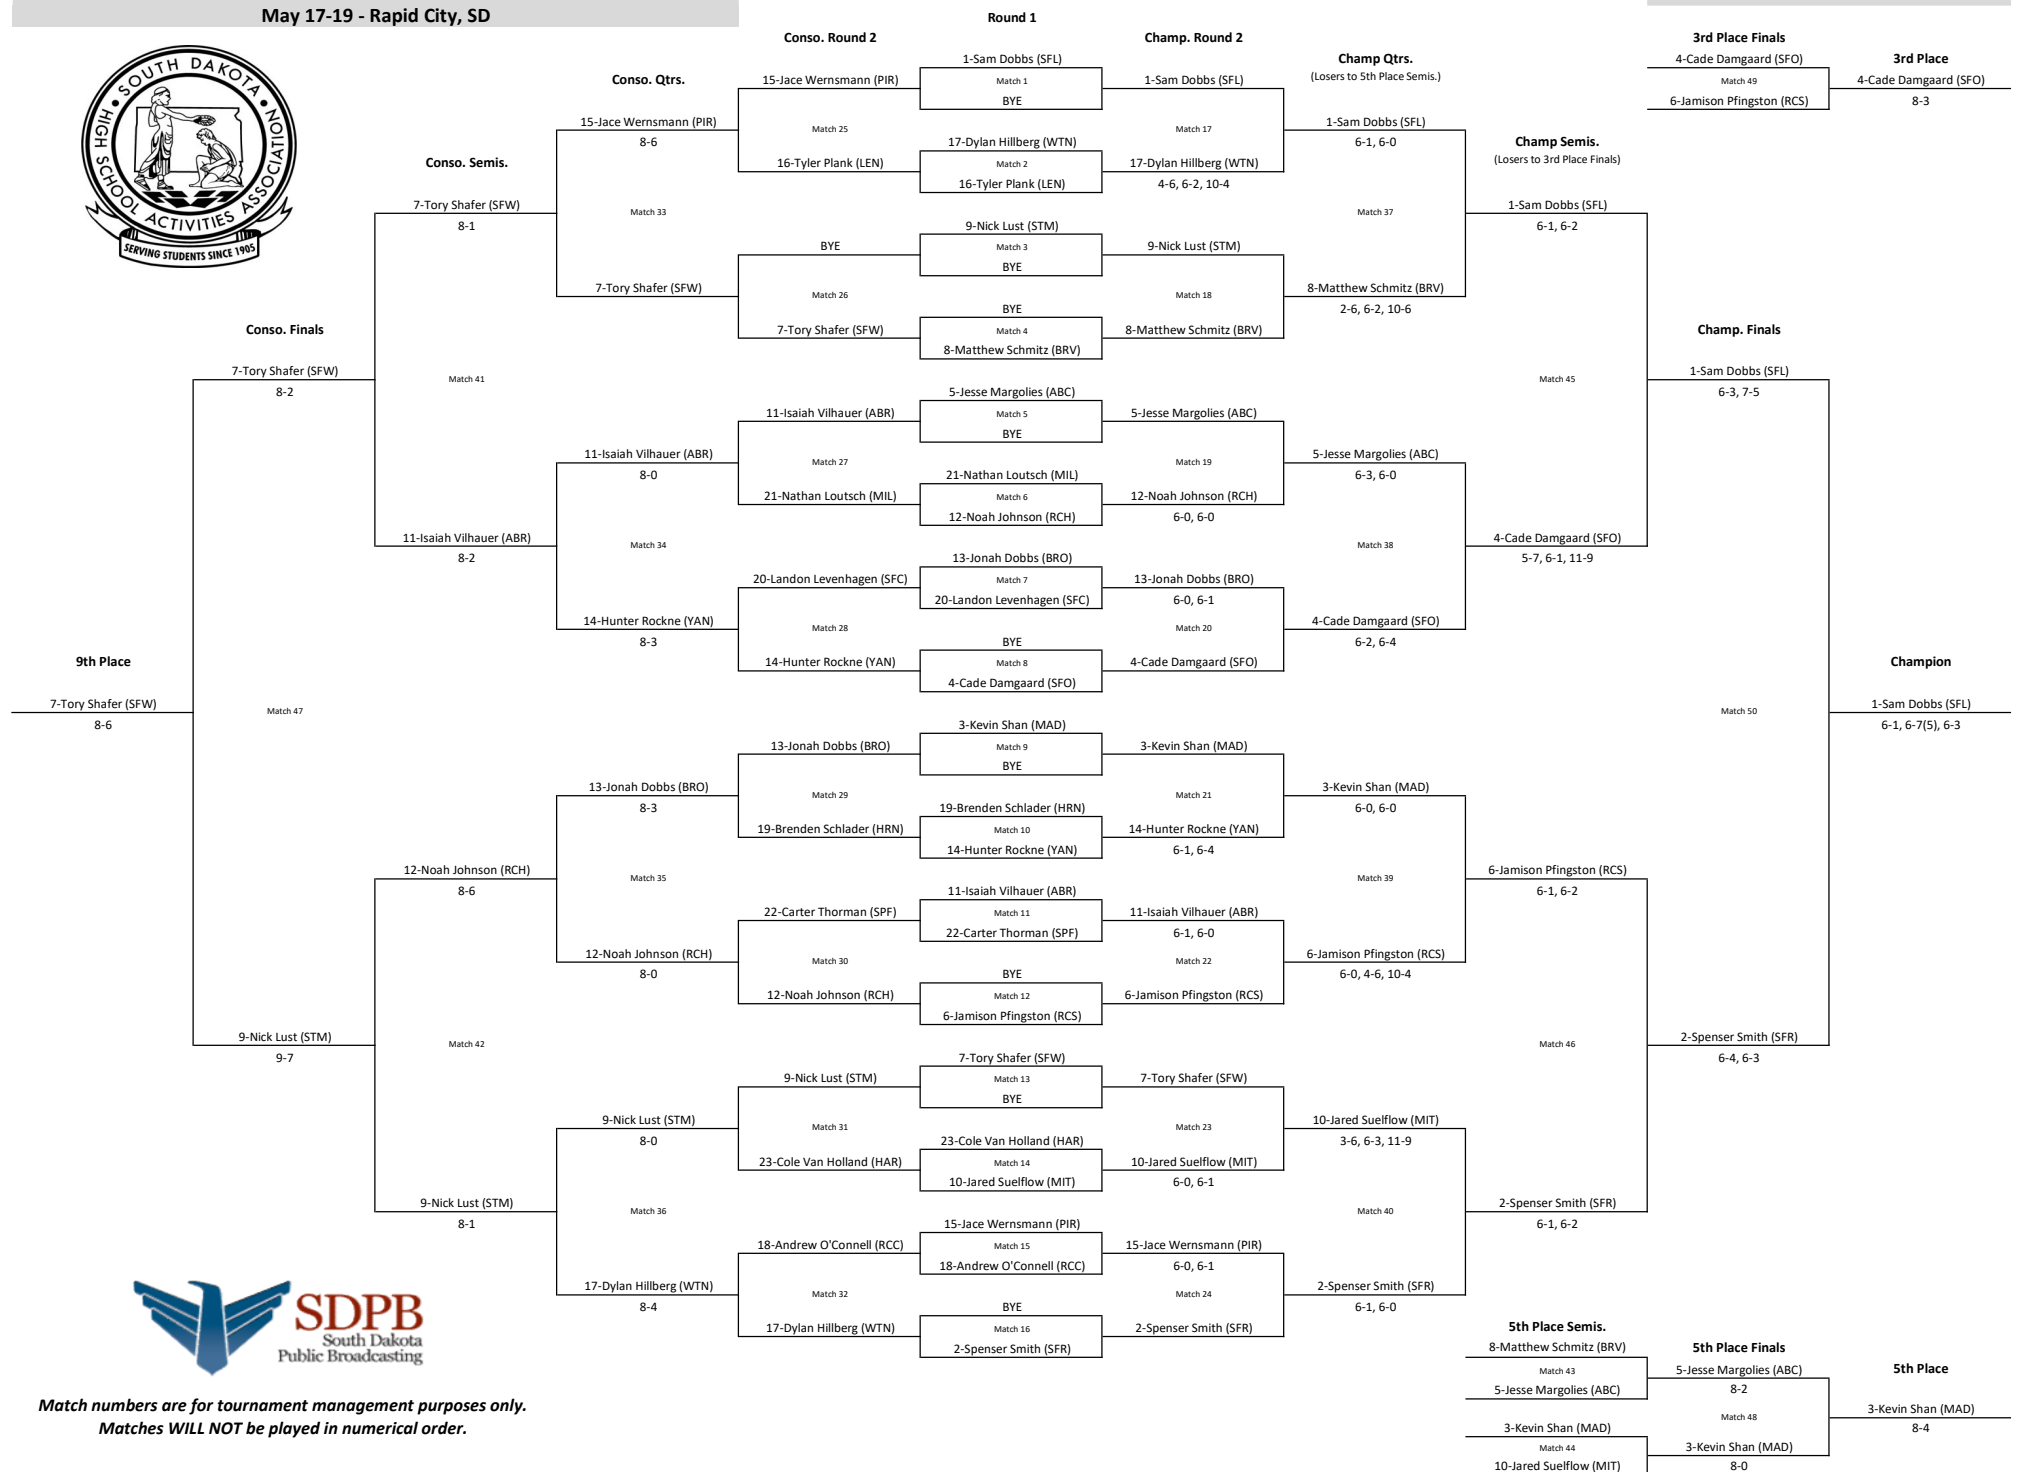 May 17-19 - Rapid City, SD
SOUTH DAKOTA
HIGH SCHOOL ACTIVITIES ASSOCIATION
SERVING STUDENTS SINCE 1905
9th Place
7-Tory Shafer (SFW)
8-6
Conso. Finals
7-Tory Shafer (SFW)
8-2
Match 47
9-Nick Lust (STM)
9-7
Conso. Semis.
7-Tory Shafer (SFW)
8-1
Match 41
11-Isaiah Vilhauer (ABR)
8-2
12-Noah Johnson (RCH)
8-6
Match 42
9-Nick Lust (STM)
8-1
Conso. Qtrs.
15-Jace Wernsmann (PIR)
8-6
Match 33
7-Tory Shafer (SFW)
11-Isaiah Vilhauer (ABR)
8-0
Match 34
14-Hunter Rockne (YAN)
8-3
13-Jonah Dobbs (BRO)
8-3
Match 35
12-Noah Johnson (RCH)
8-0
9-Nick Lust (STM)
8-0
Match 36
17-Dylan Hillberg (WTN)
8-4
Conso. Round 2
15-Jace Wernsmann (PIR)
Match 25
16-Tyler Plank (LEN)
BYE
Match 26
7-Tory Shafer (SFW)
11-Isaiah Vilhauer (ABR)
Match 27
21-Nathan Loutsch (MIL)
20-Landon Levenhagen (SFC)
Match 28
14-Hunter Rockne (YAN)
13-Jonah Dobbs (BRO)
Match 29
19-Brenden Schlader (HRN)
22-Carter Thorman (SPF)
Match 30
12-Noah Johnson (RCH)
9-Nick Lust (STM)
Match 31
23-Cole Van Holland (HAR)
18-Andrew O'Connell (RCC)
Match 32
17-Dylan Hillberg (WTN)
Round 1
1-Sam Dobbs (SFL)
Match 1
BYE
17-Dylan Hillberg (WTN)
Match 2
16-Tyler Plank (LEN)
9-Nick Lust (STM)
Match 3
BYE
BYE
Match 4
8-Matthew Schmitz (BRV)
5-Jesse Margolies (ABC)
Match 5
BYE
21-Nathan Loutsch (MIL)
Match 6
12-Noah Johnson (RCH)
13-Jonah Dobbs (BRO)
Match 7
20-Landon Levenhagen (SFC)
BYE
Match 8
4-Cade Damgaard (SFO)
3-Kevin Shan (MAD)
Match 9
BYE
19-Brenden Schlader (HRN)
Match 10
14-Hunter Rockne (YAN)
11-Isaiah Vilhauer (ABR)
Match 11
22-Carter Thorman (SPF)
BYE
Match 12
6-Jamison Pfingston (RCS)
7-Tory Shafer (SFW)
Match 13
BYE
23-Cole Van Holland (HAR)
Match 14
10-Jared Suelflow (MIT)
15-Jace Wernsmann (PIR)
Match 15
18-Andrew O'Connell (RCC)
BYE
Match 16
2-Spenser Smith (SFR)
Champ. Round 2
1-Sam Dobbs (SFL)
Match 17
17-Dylan Hillberg (WTN)
4-6, 6-2, 10-4
9-Nick Lust (STM)
Match 18
8-Matthew Schmitz (BRV)
5-Jesse Margolies (ABC)
Match 19
12-Noah Johnson (RCH)
6-0, 6-0
13-Jonah Dobbs (BRO)
6-0, 6-1
Match 20
4-Cade Damgaard (SFO)
3-Kevin Shan (MAD)
Match 21
14-Hunter Rockne (YAN)
6-1, 6-4
11-Isaiah Vilhauer (ABR)
6-1, 6-0
Match 22
6-Jamison Pfingston (RCS)
7-Tory Shafer (SFW)
Match 23
10-Jared Suelflow (MIT)
6-0, 6-1
15-Jace Wernsmann (PIR)
6-0, 6-1
Match 24
2-Spenser Smith (SFR)
Champ Qtrs.
(Losers to 5th Place Semis.)
1-Sam Dobbs (SFL)
6-1, 6-0
Match 37
8-Matthew Schmitz (BRV)
2-6, 6-2, 10-6
5-Jesse Margolies (ABC)
6-3, 6-0
Match 38
4-Cade Damgaard (SFO)
6-2, 6-4
3-Kevin Shan (MAD)
6-0, 6-0
Match 39
6-Jamison Pfingston (RCS)
6-0, 4-6, 10-4
10-Jared Suelflow (MIT)
3-6, 6-3, 11-9
Match 40
2-Spenser Smith (SFR)
6-1, 6-0
Champ Semis.
(Losers to 3rd Place Finals)
1-Sam Dobbs (SFL)
6-1, 6-2
Match 45
4-Cade Damgaard (SFO)
5-7, 6-1, 11-9
6-Jamison Pfingston (RCS)
6-1, 6-2
Match 46
2-Spenser Smith (SFR)
6-1, 6-2
Champ. Finals
1-Sam Dobbs (SFL)
6-3, 7-5
Match 50
2-Spenser Smith (SFR)
6-4, 6-3
Champion
1-Sam Dobbs (SFL)
6-1, 6-7(5), 6-3
3rd Place Finals
4-Cade Damgaard (SFO)
Match 49
6-Jamison Pfingston (RCS)
3rd Place
4-Cade Damgaard (SFO)
8-3
5th Place Semis.
8-Matthew Schmitz (BRV)
Match 43
5-Jesse Margolies (ABC)
3-Kevin Shan (MAD)
Match 44
10-Jared Suelflow (MIT)
5th Place Finals
5-Jesse Margolies (ABC)
8-2
Match 48
3-Kevin Shan (MAD)
8-0
5th Place
3-Kevin Shan (MAD)
8-4
SDPB
South Dakota
Public Broadcasting
Match numbers are for tournament management purposes only.
Matches WILL NOT be played in numerical order.